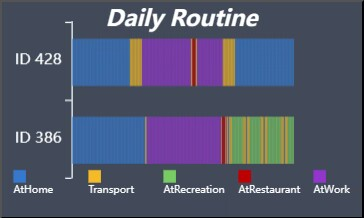 Daily Routine
ID 428
ID 386
AtHome Transport AtRecreation AtRestaurant AtWork